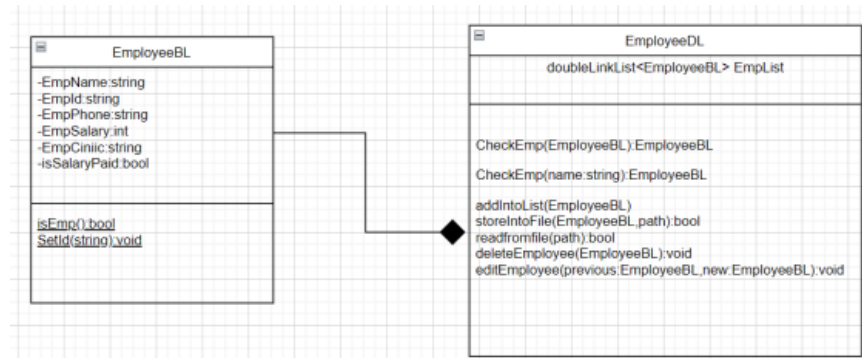 EmployeeBL
-EmpName:string
-EmpId:string
-EmpPhone:string
-EmpSalary:int
-EmpCiniic:string
-isSalaryPaid:bool
isEmp():bool
SetId(string):void
EmployeeDL
doubleLinkList<EmployeeBL> EmpList
CheckEmp(EmployeeBL):EmployeeBL
CheckEmp(name:string):EmployeeBL
addIntoList(EmployeeBL)
storeIntoFile(EmployeeBL,path):bool
readfromfile(path):bool
deleteEmployee(EmployeeBL):void
editEmployee(previous:EmployeeBL,new:EmployeeBL):void